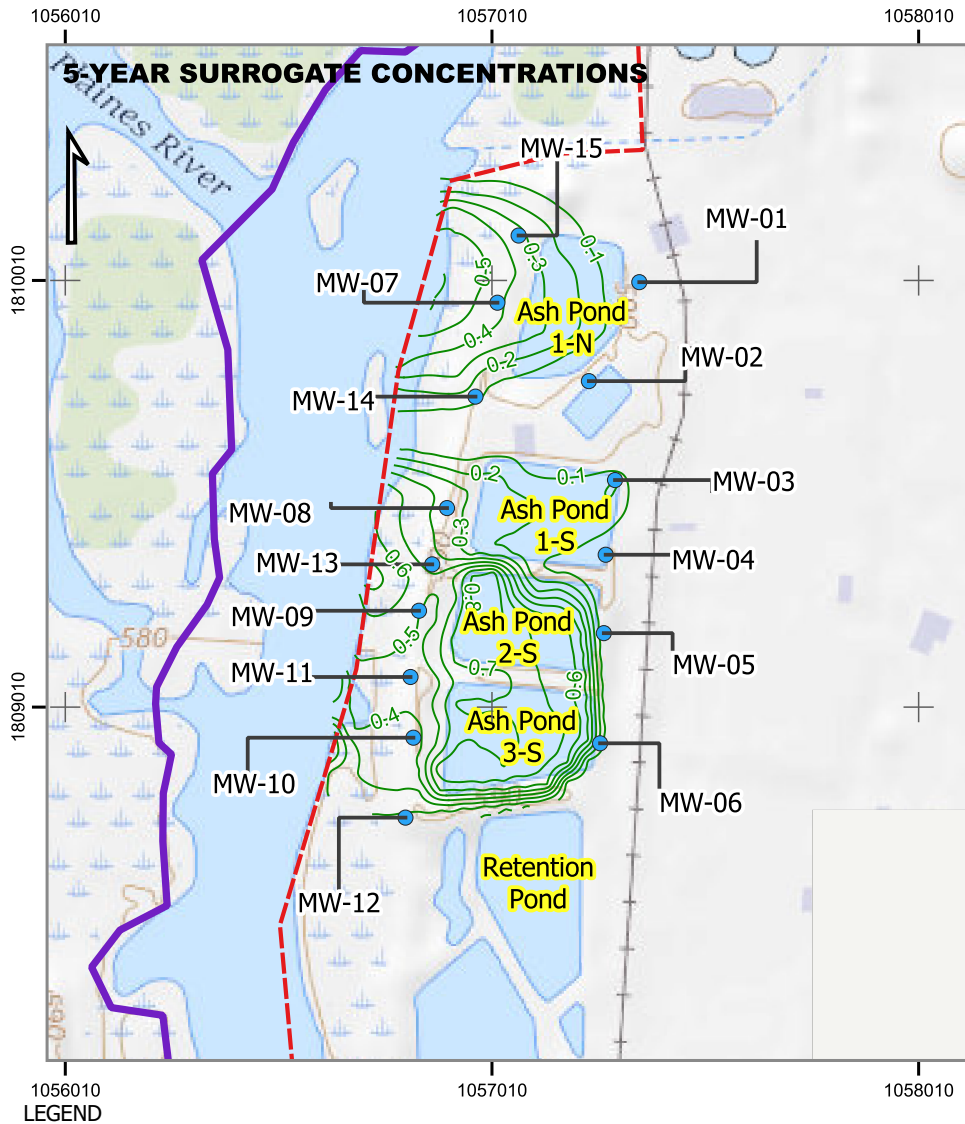 1056010
1057010
1058010
5-YEAR SURROGATE CONCENTRATIONS
Plaines River
MW-15
MW-01
0.1
0.3
0.5
MW-07
1810010
Ash Pond
1-N
0.4
0.2
MW-02
MW-14
0.2
0.1
MW-03
MW-08
Ash Pond
1-S
0.3
MW-13
0.6
MW-04
0.8
MW-09
Ash Pond
2-S
580
0.5
MW-05
MW-11
0.7
0.6
1809010
0.4
Ash Pond
3-S
MW-10
MW-06
Retention
Pond
MW-12
1056010
1057010
1058010
LEGEND